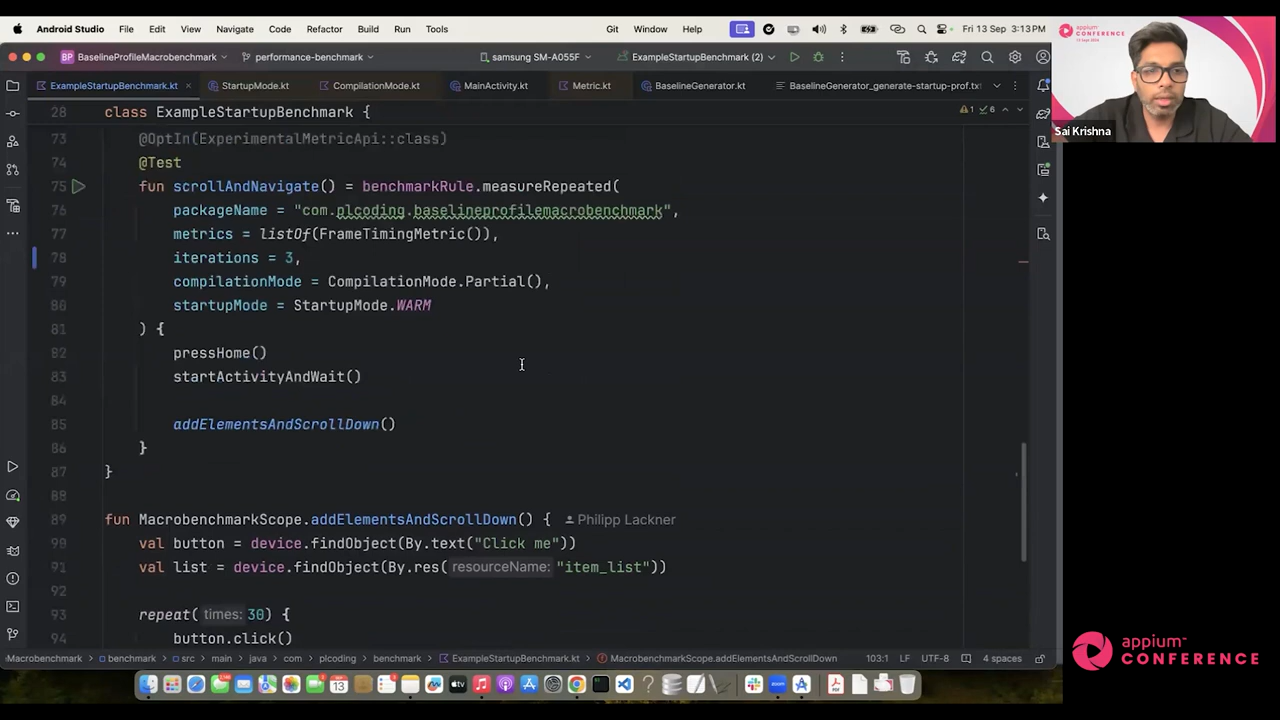 Android Studio File Edit View Navigate Code Refactor Build Run Tools Git Window Help Fri 13 Sep 3:13 PM
BP BaselineProfileMacrobenchmark performance-benchmark samsung SM-A055F ExampleStartupBenchmark (2)
ExampleStartupBenchmark.kt StartupMode.kt CompilationMode.kt MainActivity.kt Metric.kt BaselineGenerator.kt BaselineGenerator_generate-startup-prof.txt
28 class ExampleStartupBenchmark { 1 6
73 @OptIn(ExperimentalMetricApi::class)
74 @Test
75 fun scrollAndNavigate() = benchmarkRule.measureRepeated(
76 packageName = "com.plcoding.baselineprofilemacrobenchmark",
77 metrics = listOf(FrameTimingMetric()),
78 iterations = 3,
79 compilationMode = CompilationMode.Partial(),
80 startupMode = StartupMode.WARM
81 ) {
82 pressHome()
83 startActivityAndWait()
84
85 addElementsAndScrollDown()
86 }
87 }
88
89 fun MacrobenchmarkScope.addElementsAndScrollDown() { Philipp Lackner
90 val button = device.findObject(By.text("Click me"))
91 val list = device.findObject(By.res( resourceName: "item_list"))
92
93 repeat( times: 30) {
94 button.click()
Macrobenchmark benchmark src main java com plcoding benchmark ExampleStartupBenchmark.kt MacrobenchmarkScope.addElementsAndScrollDown 103:1 LF UTF-8 4 spaces
appium
CONFERENCE
Sai Krishna
appium
CONFERENCE